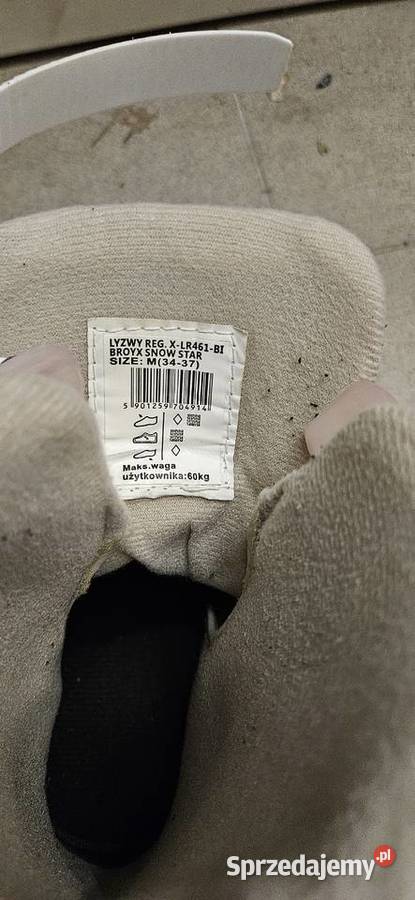 LYZWY REG. X-LR461-BI
BROYX SNOW STAR
SIZE: M(34-37)
5 901259 704914
Maks.waga
użytkownika:60kg
Sprzedajemy.pl